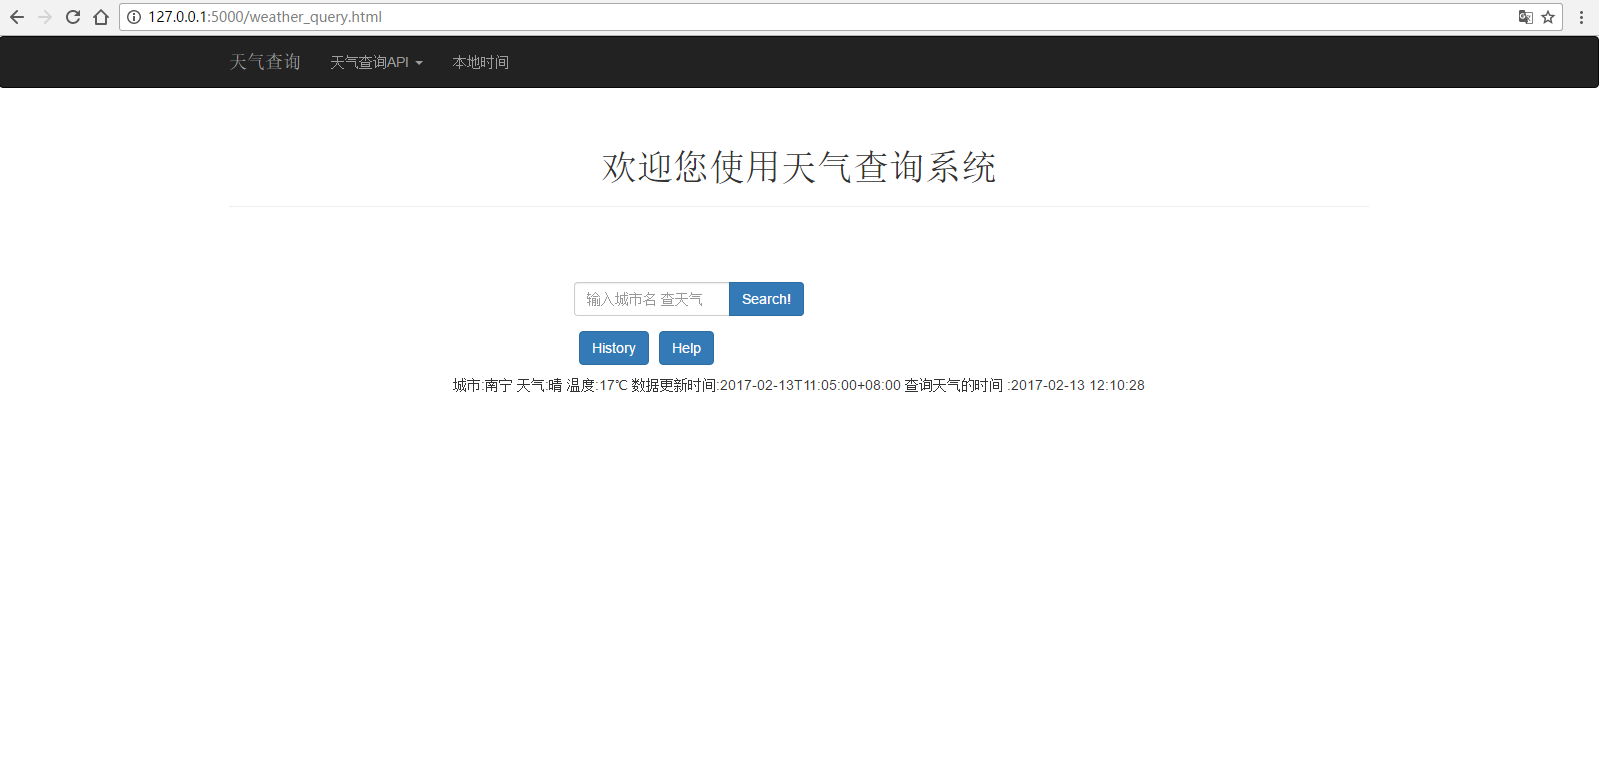 127.0.0.1:5000/weather_query.html
天气查询 天气查询API 本地时间
欢迎您使用天气查询系统
输入城市名 查天气 Search!
History Help
城市:南宁 天气:晴 温度:17℃ 数据更新时间:2017-02-13T11:05:00+08:00 查询天气的时间 :2017-02-13 12:10:28